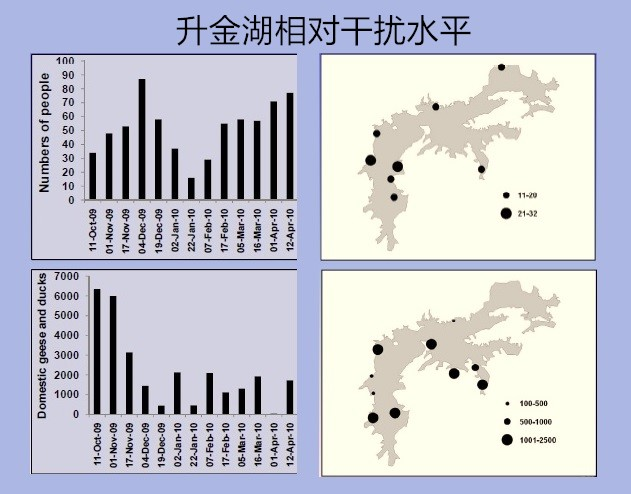 升金湖相对干扰水平
Numbers of people
100
90
80
70
60
50
40
30
20
10
0
11-Oct-09
01-Nov-09
17-Nov-09
04-Dec-09
19-Dec-09
02-Jan-10
22-Jan-10
07-Feb-10
17-Feb-10
05-Mar-10
16-Mar-10
01-Apr-10
12-Apr-10
11-20
21-32
Domestic geese and ducks
7000
6000
5000
4000
3000
2000
1000
0
11-Oct-09
01-Nov-09
17-Nov-09
04-Dec-09
19-Dec-09
02-Jan-10
22-Jan-10
07-Feb-10
17-Feb-10
05-Mar-10
16-Mar-10
01-Apr-10
12-Apr-10
100-500
500-1000
1001-2500